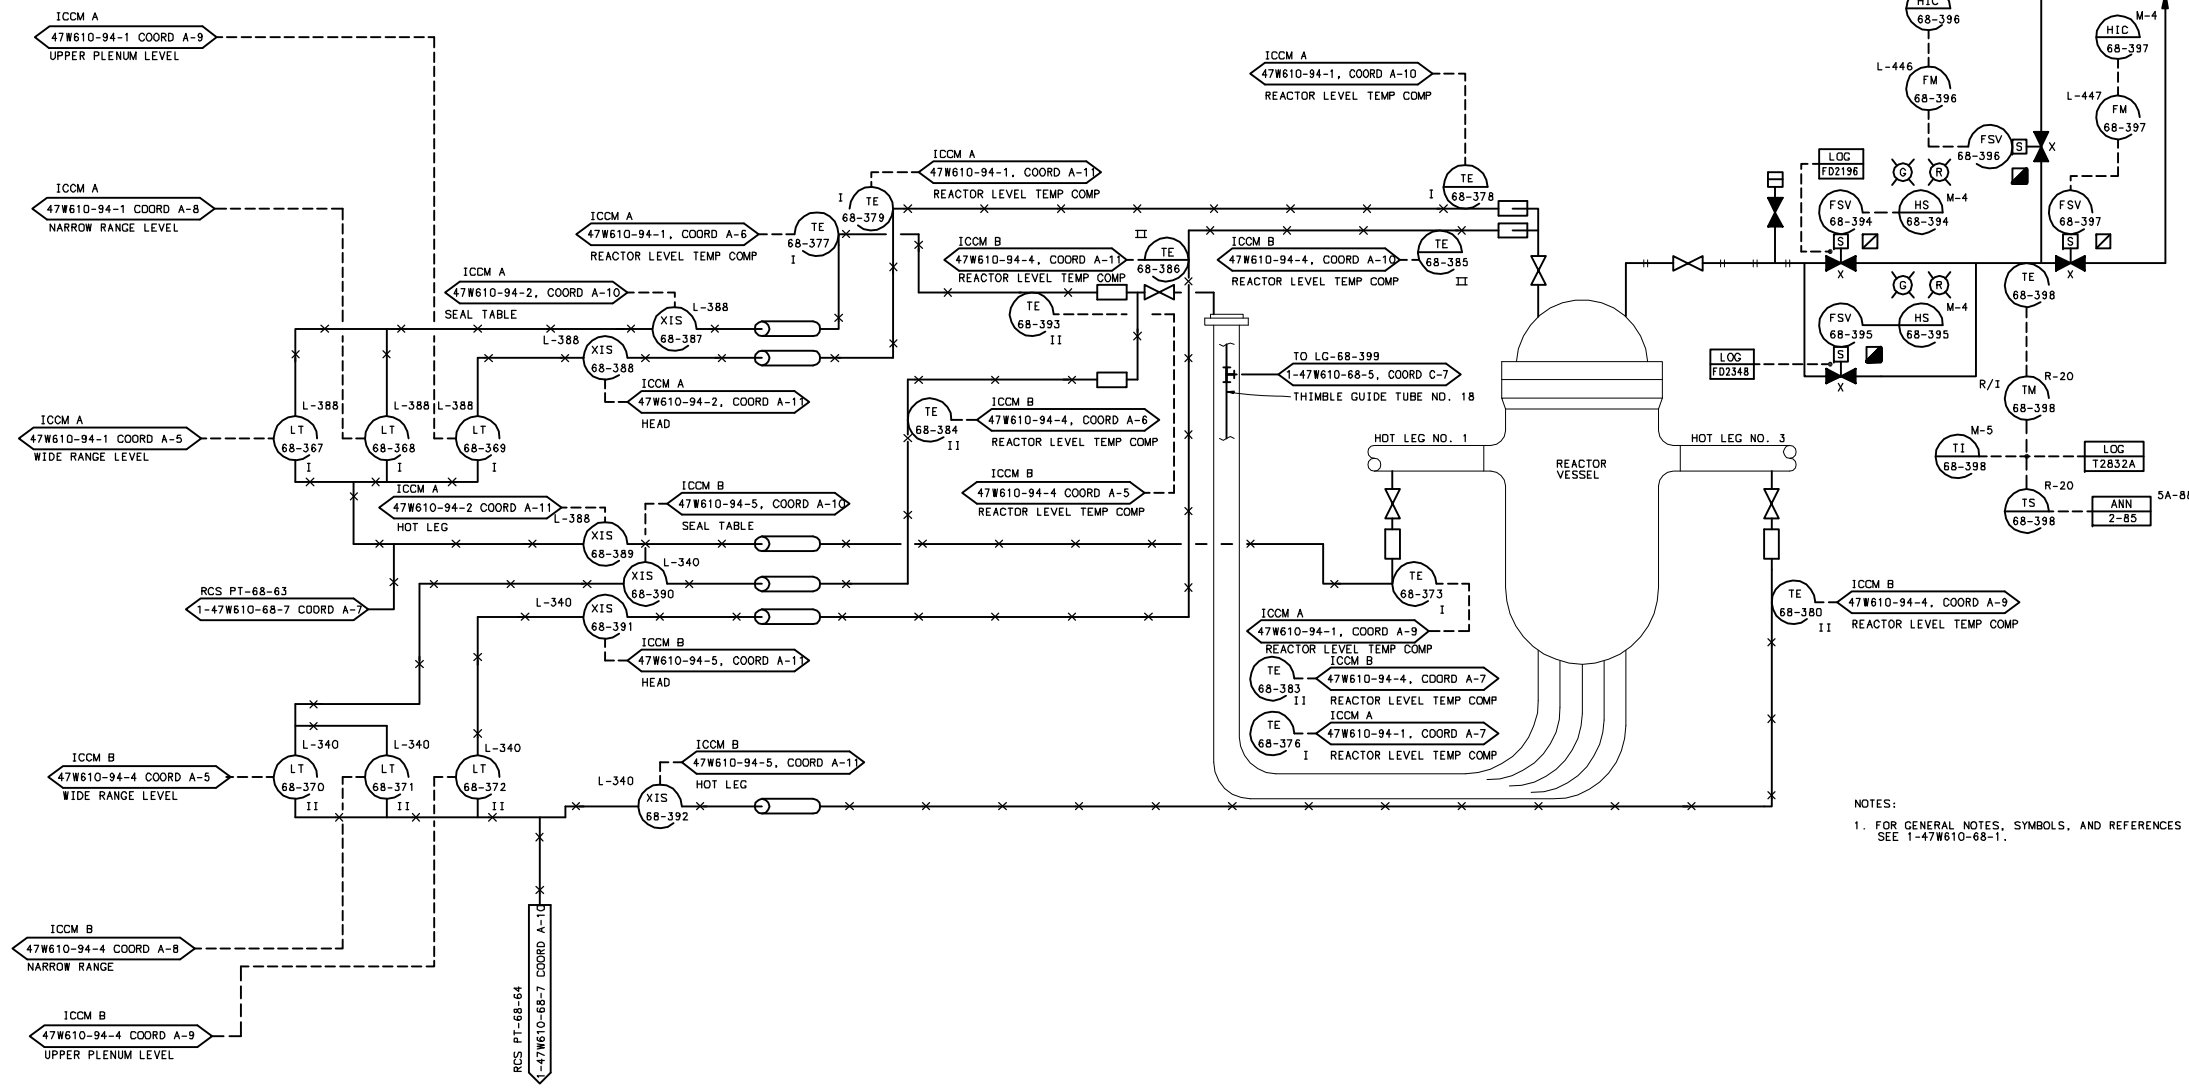 ICCM A
47W610-94-1 COORD A-9
UPPER PLENUM LEVEL
ICCM A
47W610-94-1 COORD A-8
NARROW RANGE LEVEL
ICCM A
47W610-94-1 COORD A-5
WIDE RANGE LEVEL
L-388
LT
68-367
I
L-388
LT
68-368
I
L-388
LT
68-369
I
ICCM A
47W610-94-2, COORD A-10
SEAL TABLE
L-388
XIS
68-387
L-388
XIS
68-388
ICCM A
47W610-94-2, COORD A-11
HEAD
ICCM A
47W610-94-1, COORD A-6
REACTOR LEVEL TEMP COMP
TE
68-377
I
I
TE
68-379
ICCM A
47W610-94-1, COORD A-11
REACTOR LEVEL TEMP COMP
ICCM A
47W610-94-1, COORD A-10
REACTOR LEVEL TEMP COMP
TE
68-378
I
ICCM B
47W610-94-4, COORD A-11
REACTOR LEVEL TEMP COMP
II
TE
68-386
ICCM B
47W610-94-4, COORD A-10
REACTOR LEVEL TEMP COMP
TE
68-385
II
TE
68-393
II
TE
68-384
II
ICCM B
47W610-94-4, COORD A-6
REACTOR LEVEL TEMP COMP
ICCM B
47W610-94-4 COORD A-5
REACTOR LEVEL TEMP COMP
TO LG-68-399
1-47W610-68-5, COORD C-7
THIMBLE GUIDE TUBE NO. 18
HOT LEG NO. 1
REACTOR
VESSEL
HOT LEG NO. 3
ICCM A
47W610-94-2 COORD A-11
HOT LEG
L-388
XIS
68-389
ICCM B
47W610-94-5, COORD A-10
SEAL TABLE
L-340
XIS
68-390
L-340
XIS
68-391
ICCM B
47W610-94-5, COORD A-11
HEAD
RCS PT-68-63
1-47W610-68-7 COORD A-7
TE
68-373
I
ICCM A
47W610-94-1, COORD A-9
REACTOR LEVEL TEMP COMP
TE
68-383
II
ICCM B
47W610-94-4, COORD A-7
REACTOR LEVEL TEMP COMP
TE
68-376
I
ICCM A
47W610-94-1, COORD A-7
REACTOR LEVEL TEMP COMP
TE
68-380
II
ICCM B
47W610-94-4, COORD A-9
REACTOR LEVEL TEMP COMP
ICCM B
47W610-94-4 COORD A-5
WIDE RANGE LEVEL
L-340
LT
68-370
II
L-340
LT
68-371
II
L-340
LT
68-372
II
L-340
XIS
68-392
ICCM B
47W610-94-5, COORD A-11
HOT LEG
ICCM B
47W610-94-4 COORD A-8
NARROW RANGE
ICCM B
47W610-94-4 COORD A-9
UPPER PLENUM LEVEL
RCS PT-68-64
1-47W610-68-7 COORD A-10
HIC
68-396
L-446
FM
68-396
FSV
68-396
S
X
M-4
HIC
68-397
L-447
FM
68-397
FSV
68-397
S
X
LOG
FD2196
FSV
68-394
S
X
G
R
HS
68-394
M-4
FSV
68-395
S
X
G
R
HS
68-395
M-4
LOG
FD2348
TE
68-398
R/I
R-20
TM
68-398
M-5
TI
68-398
LOG
T2832A
R-20
TS
68-398
ANN
2-85
NOTES:
1. FOR GENERAL NOTES, SYMBOLS, AND REFERENCES
SEE 1-47W610-68-1.